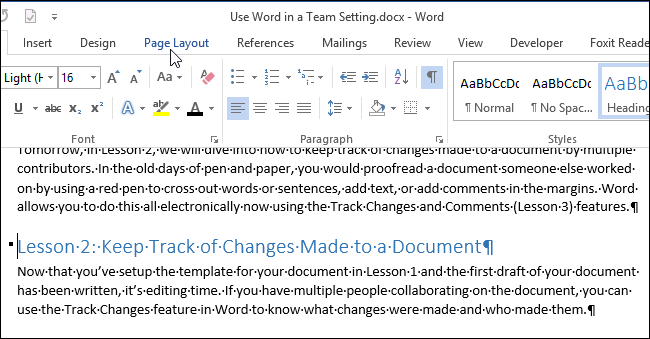 Use Word in a Team Setting.docx - Word
Insert Design Page Layout References Mailings Review View Developer Foxit Reade
Light (H 16 A A Aa A
U abc x₂ x² A ab A
Font Paragraph Styles
AaBbCcDc AaBbCcDc AaBb
¶ Normal ¶ No Spac... Heading
Tomorrow, in Lesson 2, we will dive into how to keep track of changes made to a document by multiple
contributors. In the old days of pen and paper, you would proofread a document someone else worked
on by using a red pen to cross out words or sentences, add text, or add comments in the margins. Word
allows you to do this all electronically now using the Track Changes and Comments (Lesson 3) features.¶
Lesson 2: Keep Track of Changes Made to a Document¶
Now that you've setup the template for your document in Lesson 1 and the first draft of your document
has been written, it's editing time. If you have multiple people collaborating on the document, you can
use the Track Changes feature in Word to know what changes were made and who made them.¶